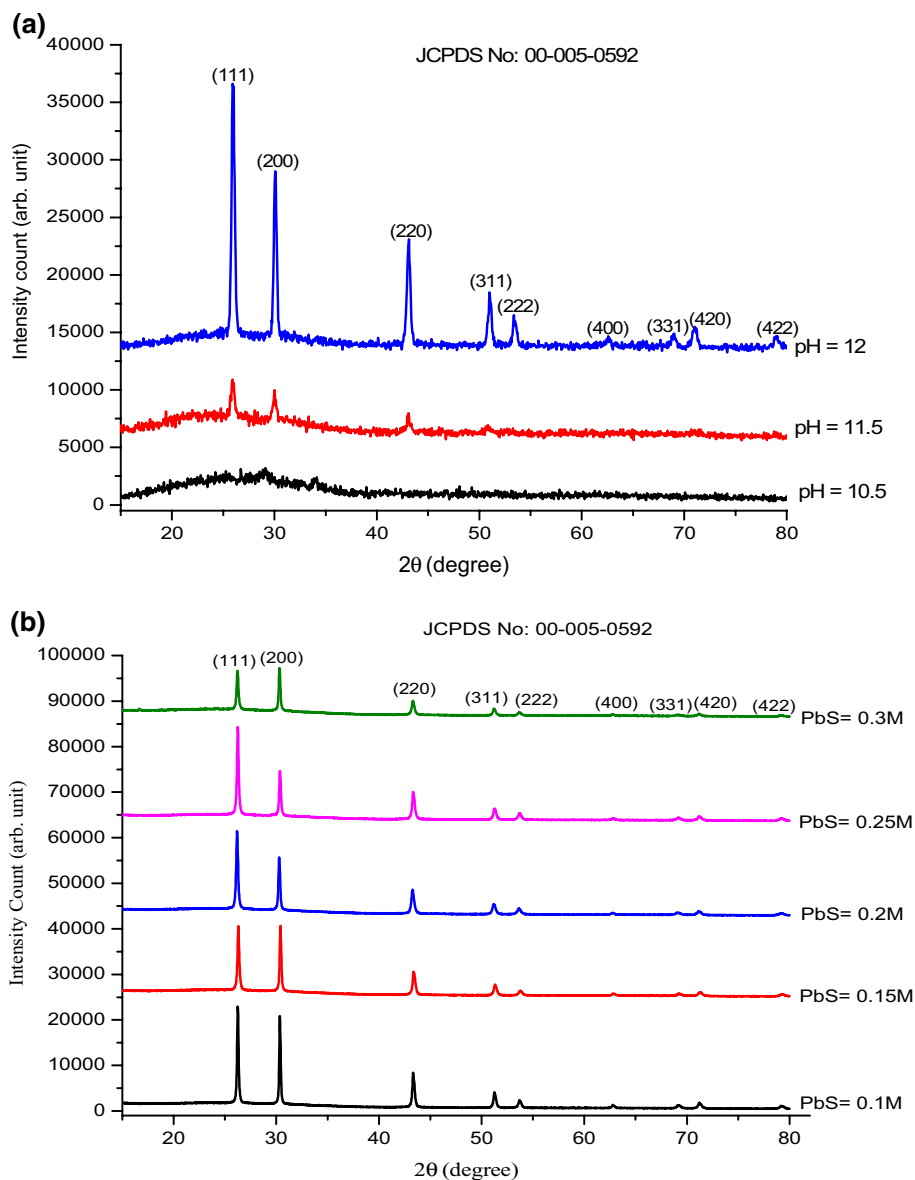 (a)
JCPDS No: 00-005-0592
40000
35000
30000
25000
20000
15000
10000
5000
0
Intensity count (arb. unit)
(111)
(200)
(220)
(311)
(222)
(400)
(331)
(420)
(422)
pH = 12
pH = 11.5
pH = 10.5
20 30 40 50 60 70 80
2θ (degree)
(b)
JCPDS No: 00-005-0592
100000
90000
80000
70000
60000
50000
40000
30000
20000
10000
0
Intensity Count (arb. unit)
(111) (200) (220) (311) (222) (400) (331) (420) (422)
PbS= 0.3M
PbS= 0.25M
PbS= 0.2M
PbS= 0.15M
PbS= 0.1M
20 30 40 50 60 70 80
2θ (degree)